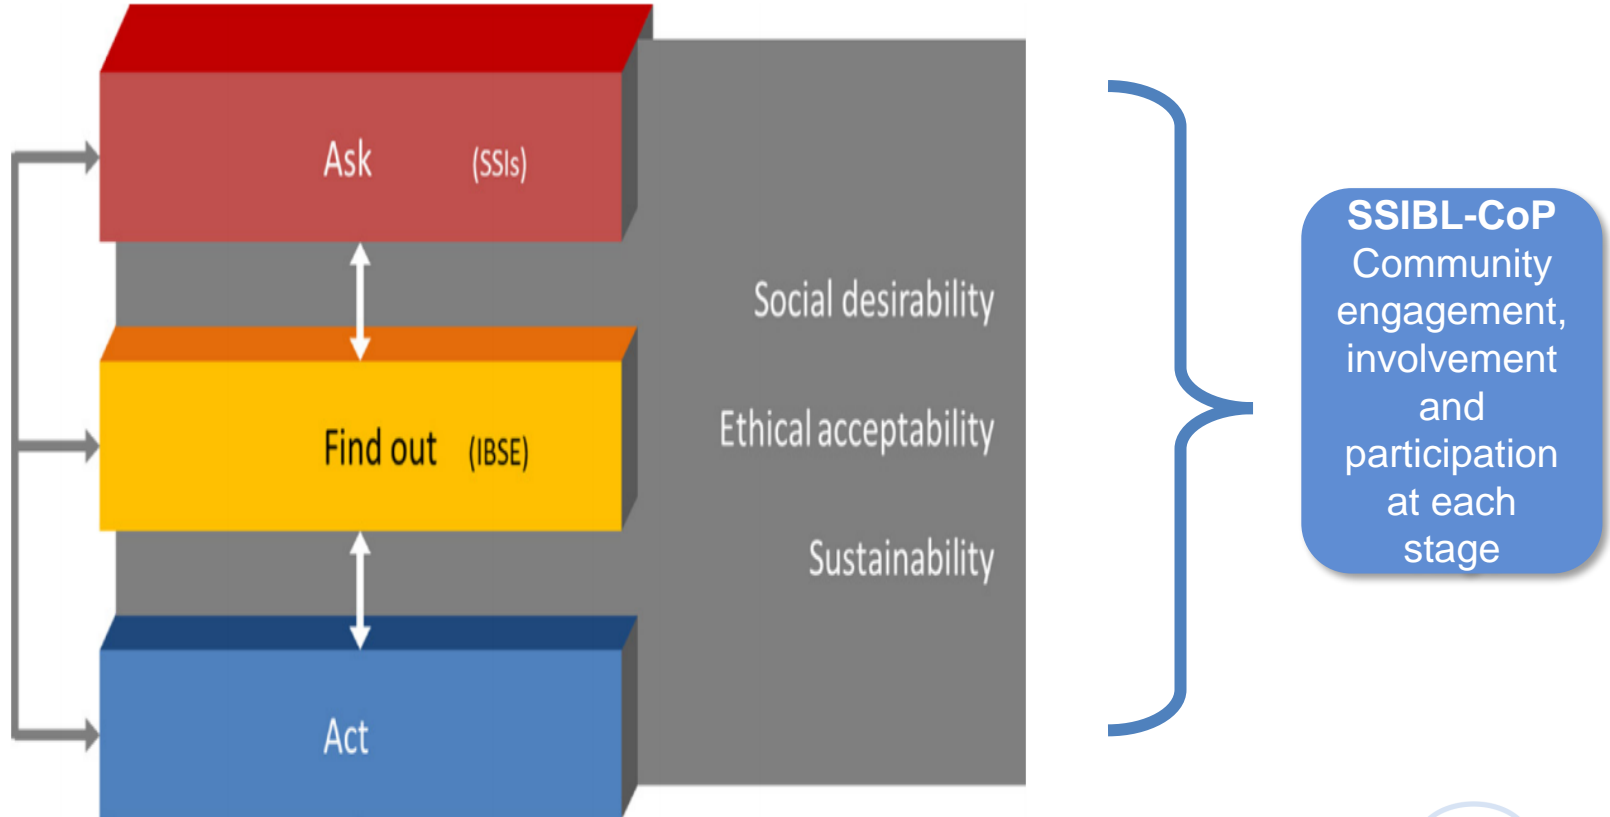 Ask (SSIs)
Find out (IBSE)
Act
Social desirability
Ethical acceptability
Sustainability
SSIBL-CoP
Community
engagement,
involvement
and
participation
at each
stage